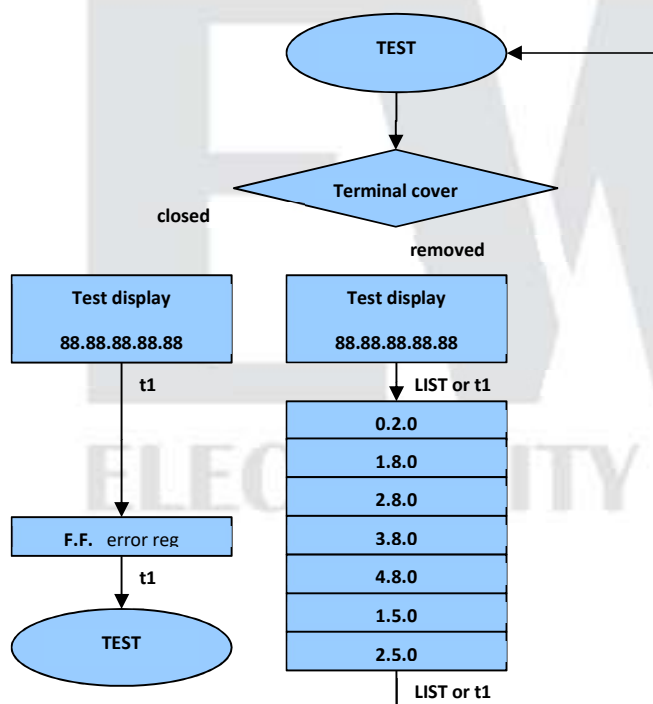 TEST
Terminal cover
closed
removed
Test display
88.88.88.88.88
t1
F.F. error reg
t1
TEST
Test display
88.88.88.88.88
LIST or t1
0.2.0
1.8.0
2.8.0
3.8.0
4.8.0
1.5.0
2.5.0
LIST or t1